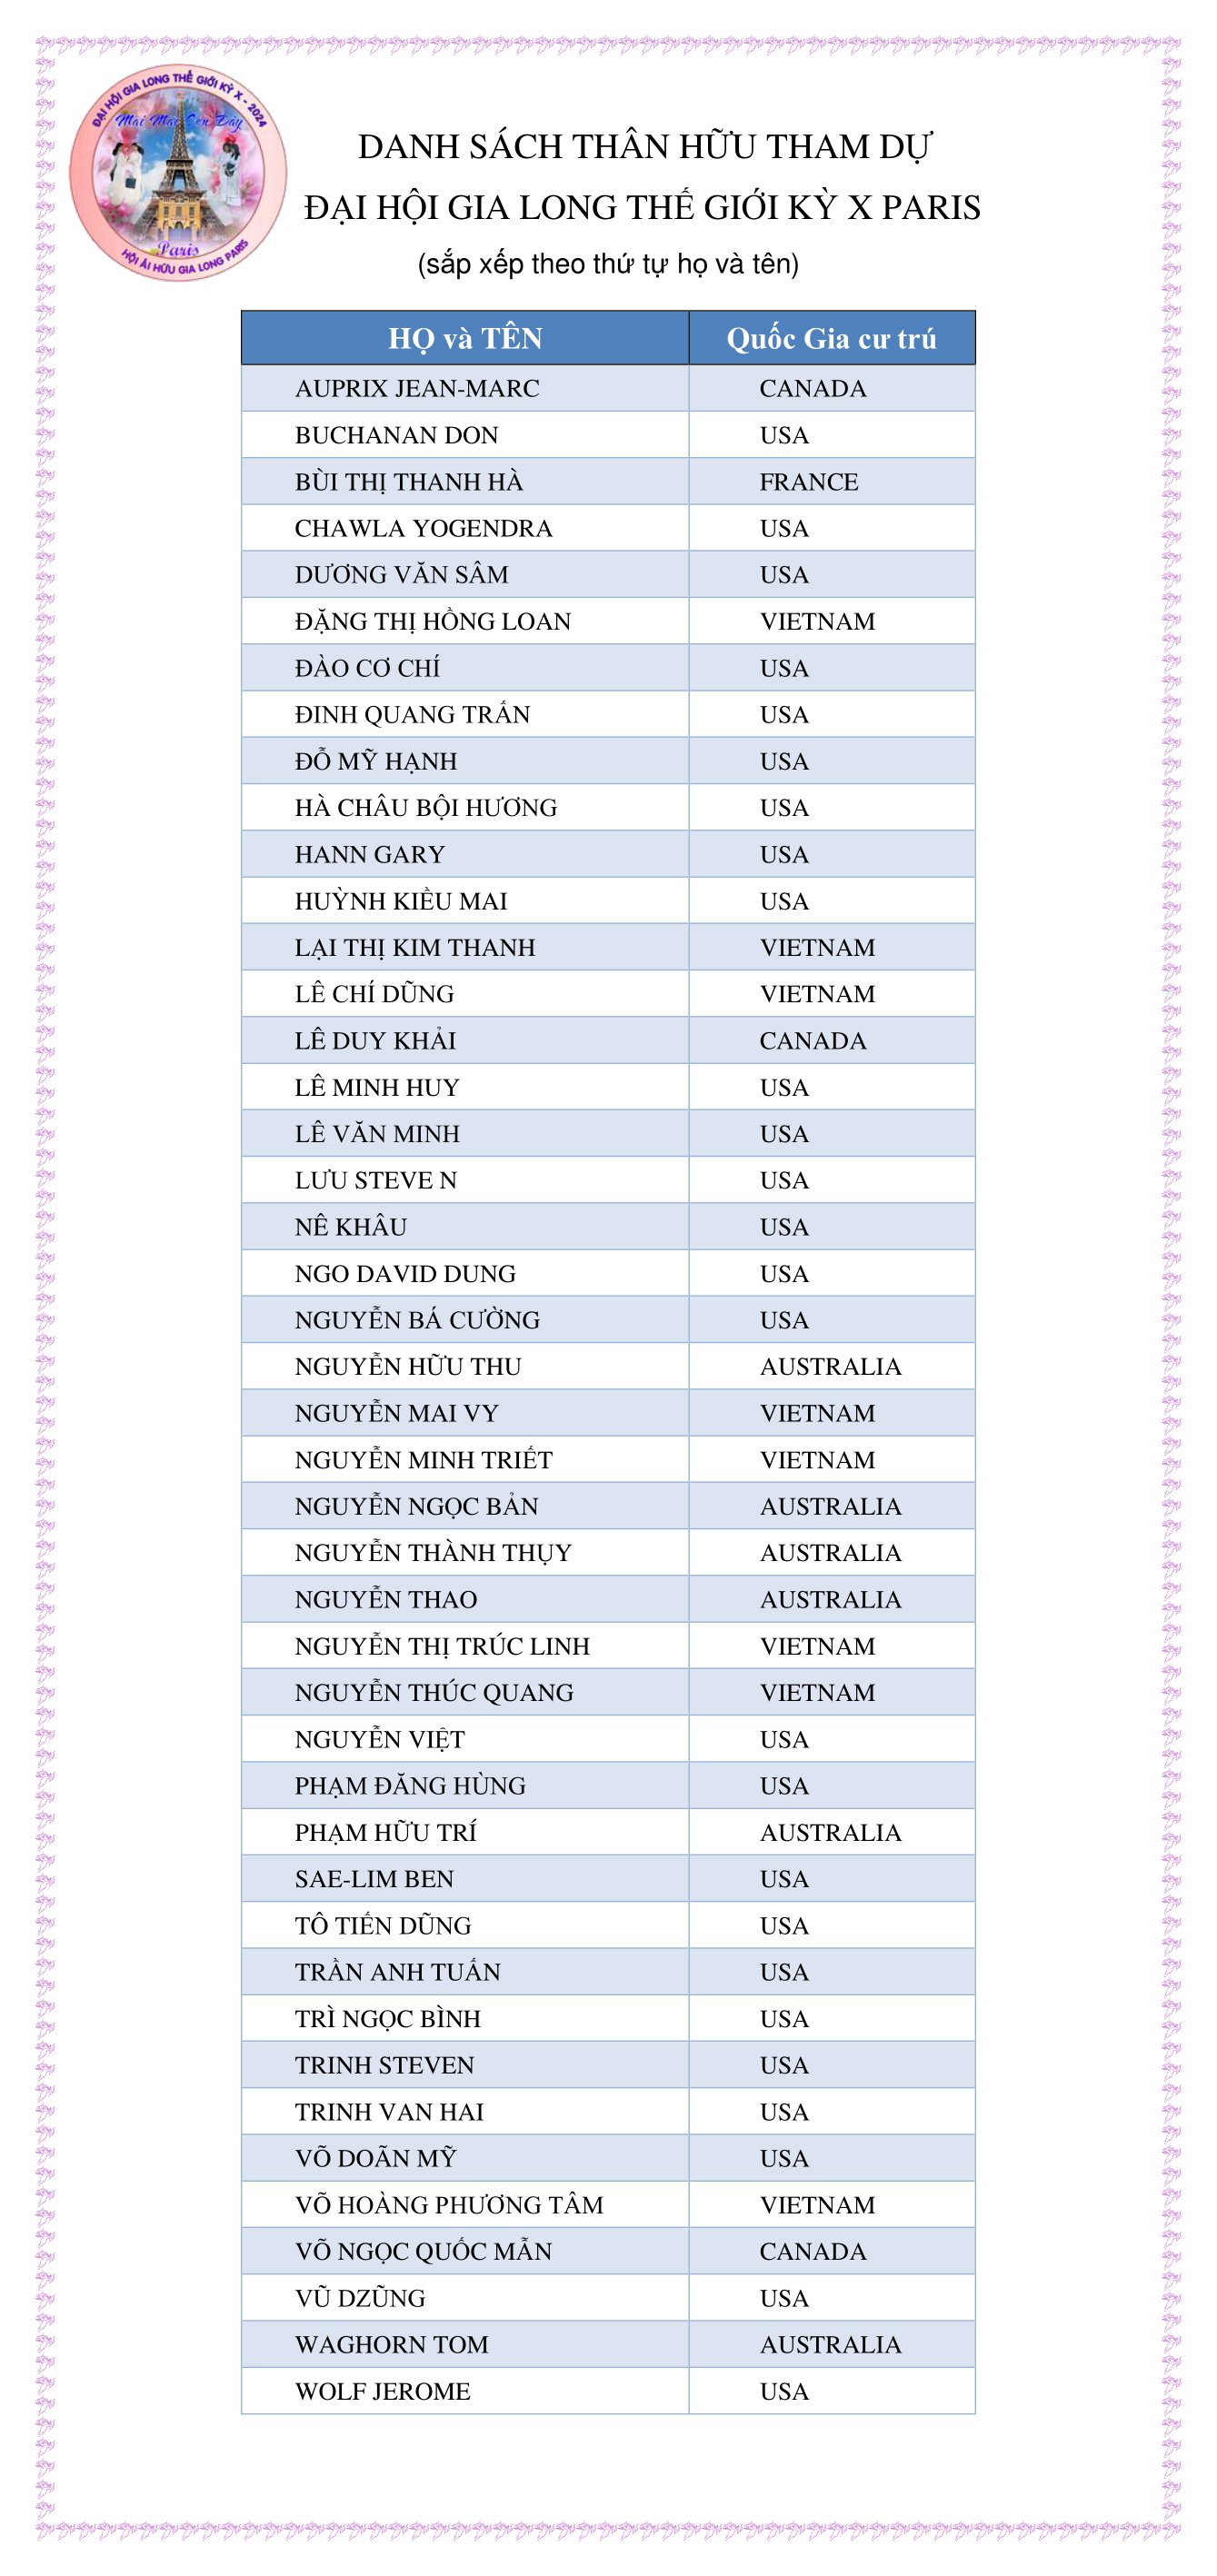 ĐẠI HỘI GIA LONG THẾ GIỚI KỲ X - 2024
Mãi Mãi Còn Đây
Paris
HỘI ÁI HỮU GIA LONG PARIS
DANH SÁCH THÂN HỮU THAM DỰ
ĐẠI HỘI GIA LONG THẾ GIỚI KỲ X PARIS
(sắp xếp theo thứ tự họ và tên)
HỌ và TÊN Quốc Gia cư trú
AUPRIX JEAN-MARC CANADA
BUCHANAN DON USA
BÙI THỊ THANH HÀ FRANCE
CHAWLA YOGENDRA USA
DƯƠNG VĂN SÂM USA
ĐẶNG THỊ HỒNG LOAN VIETNAM
ĐÀO CƠ CHÍ USA
ĐINH QUANG TRẤN USA
ĐỖ MỸ HẠNH USA
HÀ CHÂU BỘI HƯƠNG USA
HANN GARY USA
HUỲNH KIỀU MAI USA
LẠI THỊ KIM THANH VIETNAM
LÊ CHÍ DŨNG VIETNAM
LÊ DUY KHẢI CANADA
LÊ MINH HUY USA
LÊ VĂN MINH USA
LƯU STEVE N USA
NÊ KHÂU USA
NGO DAVID DUNG USA
NGUYỄN BÁ CƯỜNG USA
NGUYỄN HỮU THU AUSTRALIA
NGUYỄN MAI VY VIETNAM
NGUYỄN MINH TRIẾT VIETNAM
NGUYỄN NGỌC BẢN AUSTRALIA
NGUYỄN THÀNH THỤY AUSTRALIA
NGUYỄN THAO AUSTRALIA
NGUYỄN THỊ TRÚC LINH VIETNAM
NGUYỄN THÚC QUANG VIETNAM
NGUYỄN VIỆT USA
PHẠM ĐĂNG HÙNG USA
PHẠM HỮU TRÍ AUSTRALIA
SAE-LIM BEN USA
TÔ TIẾN DŨNG USA
TRẦN ANH TUẤN USA
TRÌ NGỌC BÌNH USA
TRINH STEVEN USA
TRINH VAN HAI USA
VÕ DOÃN MỸ USA
VÕ HOÀNG PHƯƠNG TÂM VIETNAM
VÕ NGỌC QUỐC MẪN CANADA
VŨ DZŨNG USA
WAGHORN TOM AUSTRALIA
WOLF JEROME USA